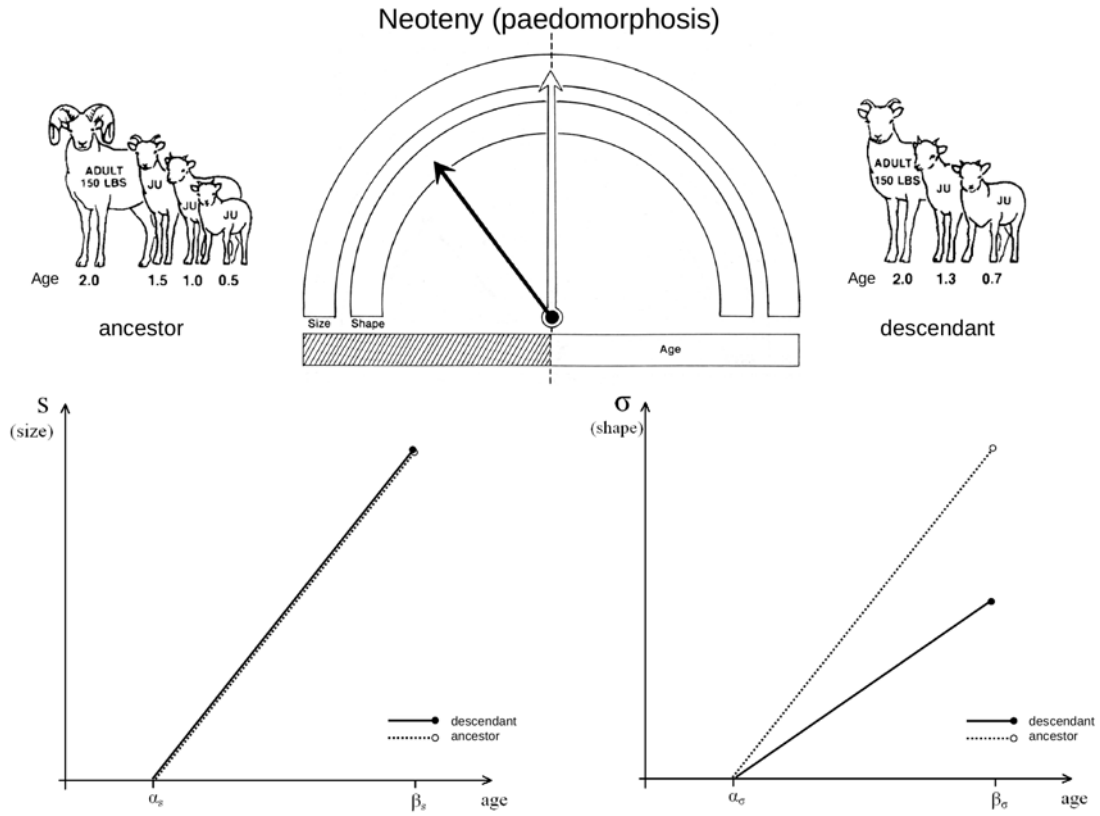 Neoteny (paedomorphosis)
ADULT
150 LBS
JU
JU
JU
Age 2.0 1.5 1.0 0.5
ancestor
Size Shape
Age
ADULT
150 LBS
JU
JU
Age 2.0 1.3 0.7
descendant
S
(size)
descendant
ancestor
αs βs age
σ
(shape)
descendant
ancestor
ασ βσ age